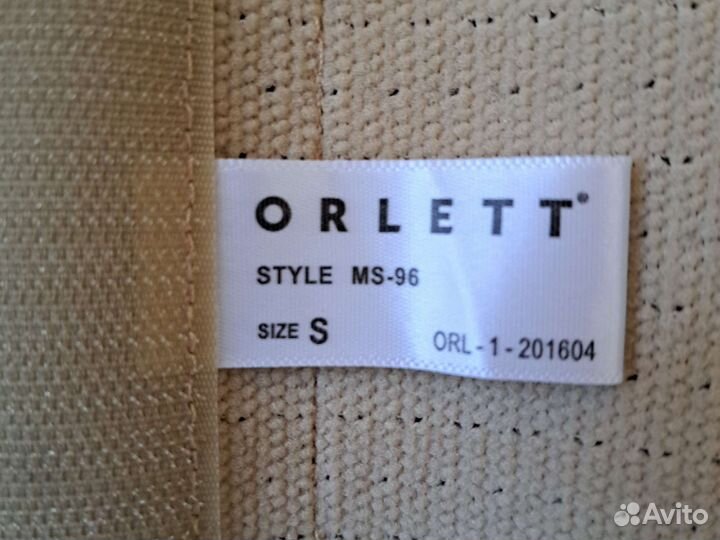 ORLETT®
STYLE MS-96
SIZE S ORL - 1 - 201604
Avito